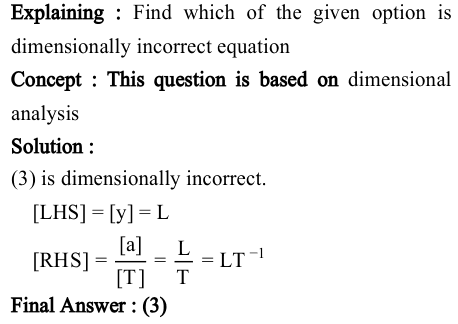 Explaining : Find which of the given option is
dimensionally incorrect equation
Concept : This question is based on dimensional
analysis
Solution :
(3) is dimensionally incorrect.
[LHS] = [y] = L
[RHS] = [a]/[T] = L/T = LT⁻¹
Final Answer : (3)